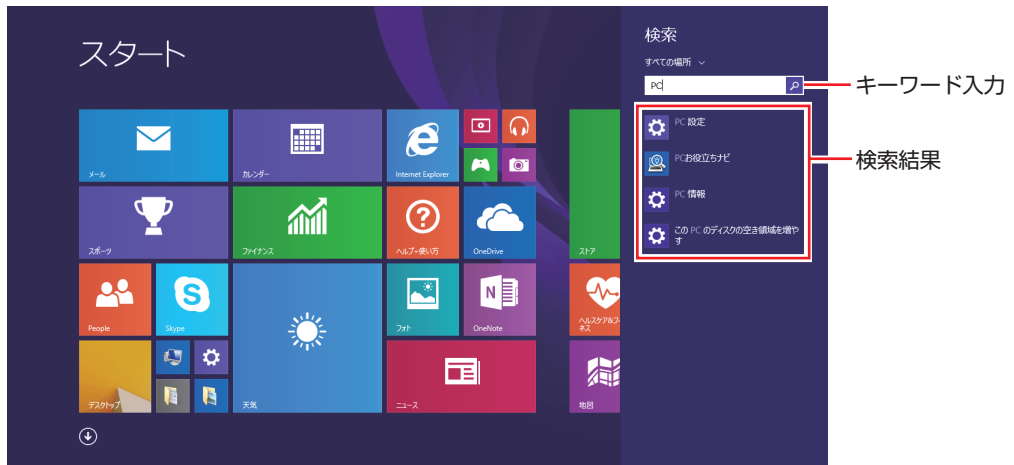 スタート
メール
カレンダー
Internet Explorer
スポーツ
ファイナンス
ヘルプ+使い方
OneDrive
ストア
People
Skype
天気
フォト
OneNote
ヘルスケア&フィ
ネス
デスクトップ
ニュース
地図
検索
すべての場所
PC
PC 設定
PCお役立ちナビ
PC 情報
この PC のディスクの空き領域を増や
す
キーワード入力
検索結果